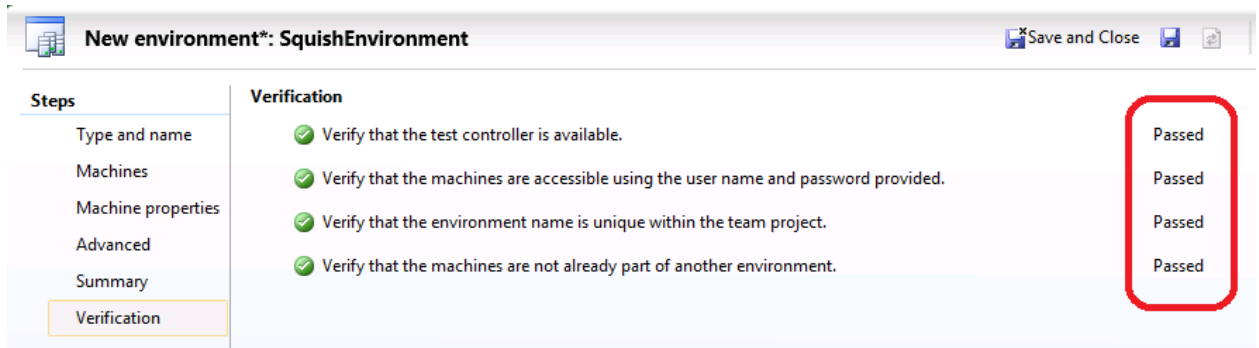 New environment*: SquishEnvironment
Save and Close
Steps
Type and name
Machines
Machine properties
Advanced
Summary
Verification
Verification
Verify that the test controller is available. Passed
Verify that the machines are accessible using the user name and password provided. Passed
Verify that the environment name is unique within the team project. Passed
Verify that the machines are not already part of another environment. Passed